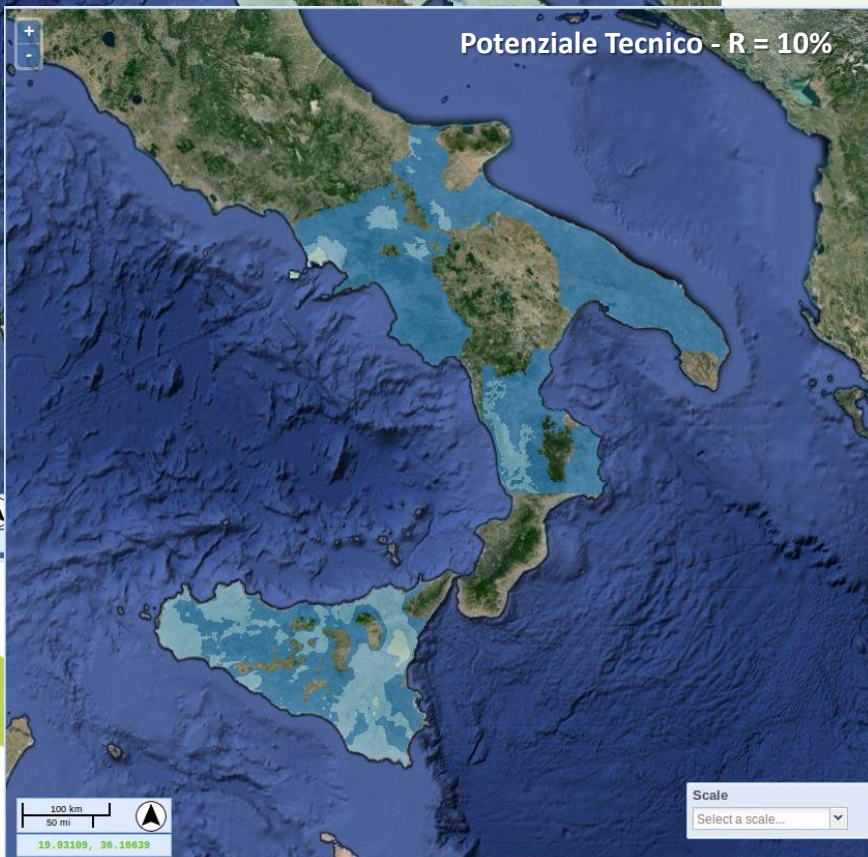 +
Potenziale Tecnico - R = 10%
-
100 km
50 mi
19.93109, 36.16639
Scale
Select a scale...